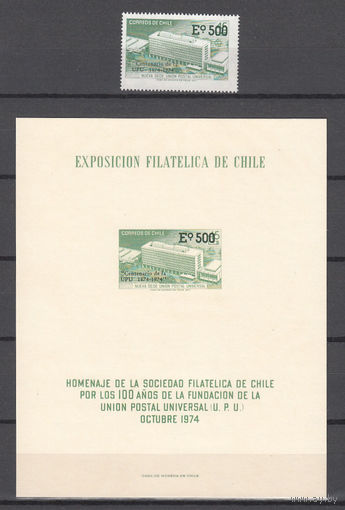 CORREOS DE CHILE
Eº 500
"Centenario de la
UPU" 1874-1974
NUEVA SEDE UNION POSTAL UNIVERSAL
EXPOSICION FILATELICA DE CHILE
CORREOS DE CHILE
Eº 500
"Centenario de la
UPU" 1874-1974
NUEVA SEDE UNION POSTAL UNIVERSAL
HOMENAJE DE LA SOCIEDAD FILATELICA DE CHILE
POR LOS 100 AÑOS DE LA FUNDACION DE LA
UNION POSTAL UNIVERSAL (U. P. U.)
OCTUBRE 1974
CASA DE MONEDA DE CHILE